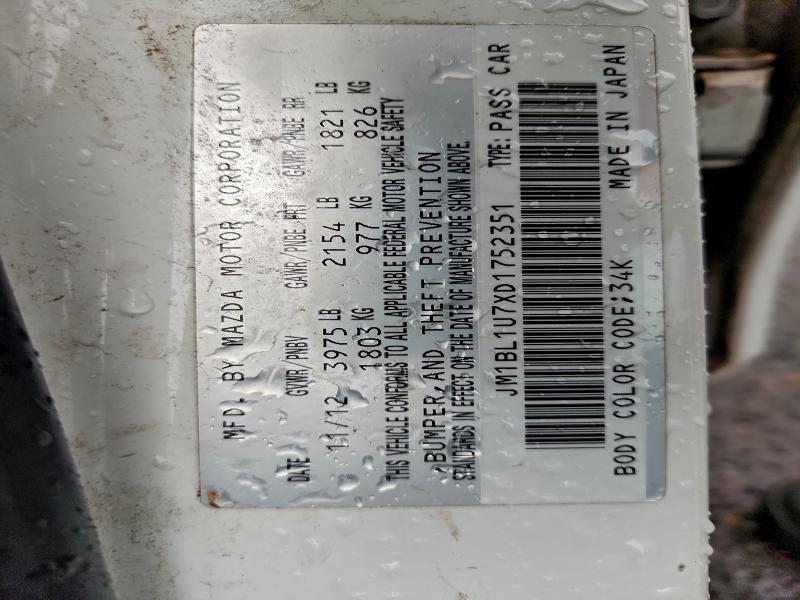 MFD. BY MAZDA MOTOR CORPORATION
DATE GVWR/PNBV GAWR/PNBE FRT GAWR/PNBE RR
11/12 3975 LB 2154 LB 1821 LB
1803 KG 977 KG 826 KG
THIS VEHICLE CONFORMS TO ALL APPLICABLE FEDERAL MOTOR VEHICLE SAFETY
,BUMPER,AND THEFT PREVENTION
STANDARDS IN EFFECT ON THE DATE OF MANUFACTURE SHOWN ABOVE.
JM1BL1U7XD1752351 TYPE: PASS CAR
BODY COLOR CODE;34K MADE IN JAPAN